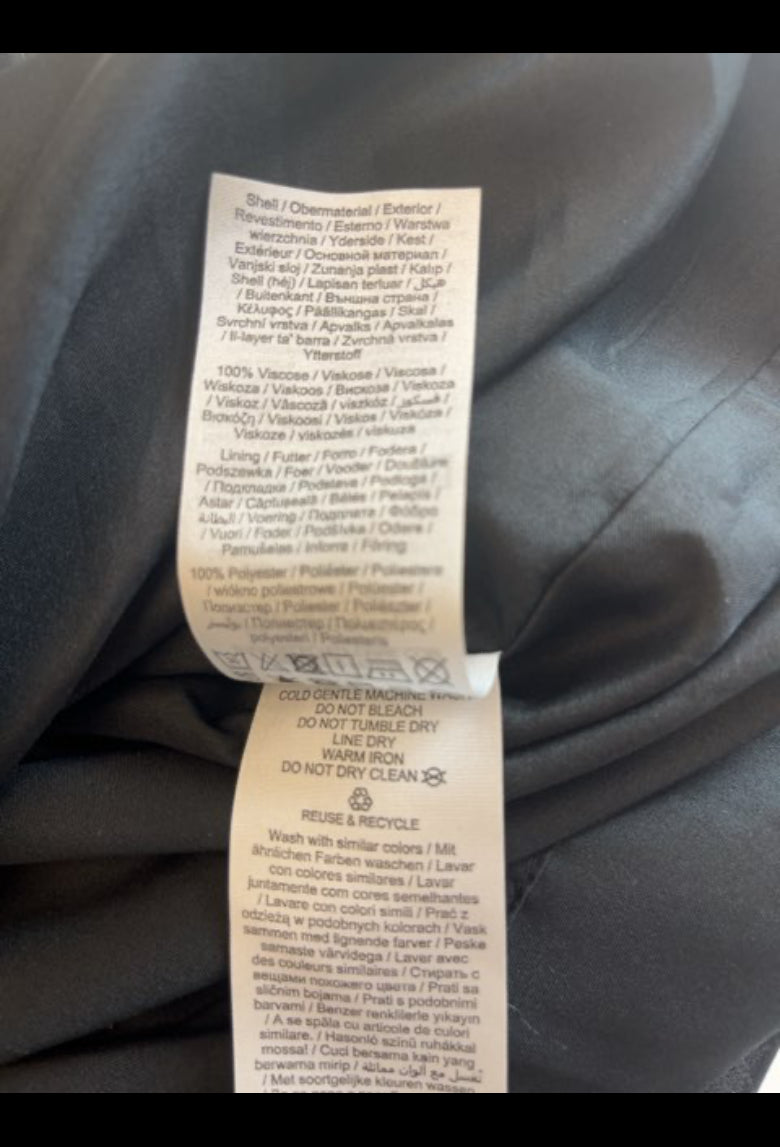 Shell / Obermaterial / Exterior /
Revestimento / Esterno / Warstwa
wierzchnia / Yderside / Kest /
Extérieur / Основной материал /
Vanjski sloj / Zunanja plast / Kalıp /
Shell (héj) / Lapisan terluar / هيكل
/ Buitenkant / Външна страна /
Κέλυφος / Päällikangas / Skal /
Svrchní vrstva / Apvalks / Apvalkalas
/ Il-layer ta' barra / Zvrchná vrstva /
Ytterstoff
100% Viscose / Viskose / Viscosa /
Wiskoza / Viskoos / Вискоза / Viskoza
/ Viskoz / Vâscoză / viszkóz / فسكوز /
Βισκόζη / Viskoosi / Viskos / Viskóza /
Viskoze / viskozės / viskuza
Lining / Futter / Forro / Fodera /
Podszewka / Foer / Vooder / Doublure
/ Подкладка / Podstava / Podloga /
Astar / Căptuşeală / Bélés / Pelapis /
البطانة / Voering / Подплата / Φόδρα
/ Vuori / Foder / Podšívka / Odere /
Pamušalas / Inforra / Fôring
100% Polyester / Poliéster / Poliestere
/ włókno poliestrowe / Polüester /
Полиэстер / Poliester / Poliészter /
بوليستر / Полиестер / Πολυεστέρας /
polyesteri / Poliesteris
COLD GENTLE MACHINE WASH
DO NOT BLEACH
DO NOT TUMBLE DRY
LINE DRY
WARM IRON
DO NOT DRY CLEAN
REUSE & RECYCLE
Wash with similar colors / Mit
ähnlichen Farben waschen / Lavar
con colores similares / Lavar
juntamente com cores semelhantes
/ Lavare con colori simili / Prać z
odzieżą w podobnych kolorach / Vask
sammen med lignende farver / Peske
samaste värvidega / Laver avec
des couleurs similaires / Стирать с
вещами похожего цвета / Prati sa
sličnim bojama / Prati s podobnimi
barvami / Benzer renklilerle yıkayın
/ A se spăla cu articole de culori
similare. / Hasonló színű ruhákkal
mossa! / Cuci bersama kain yang
berwarna mirip / تغسل مع ألوان مماثلة
/ Met soortgelijke kleuren wassen